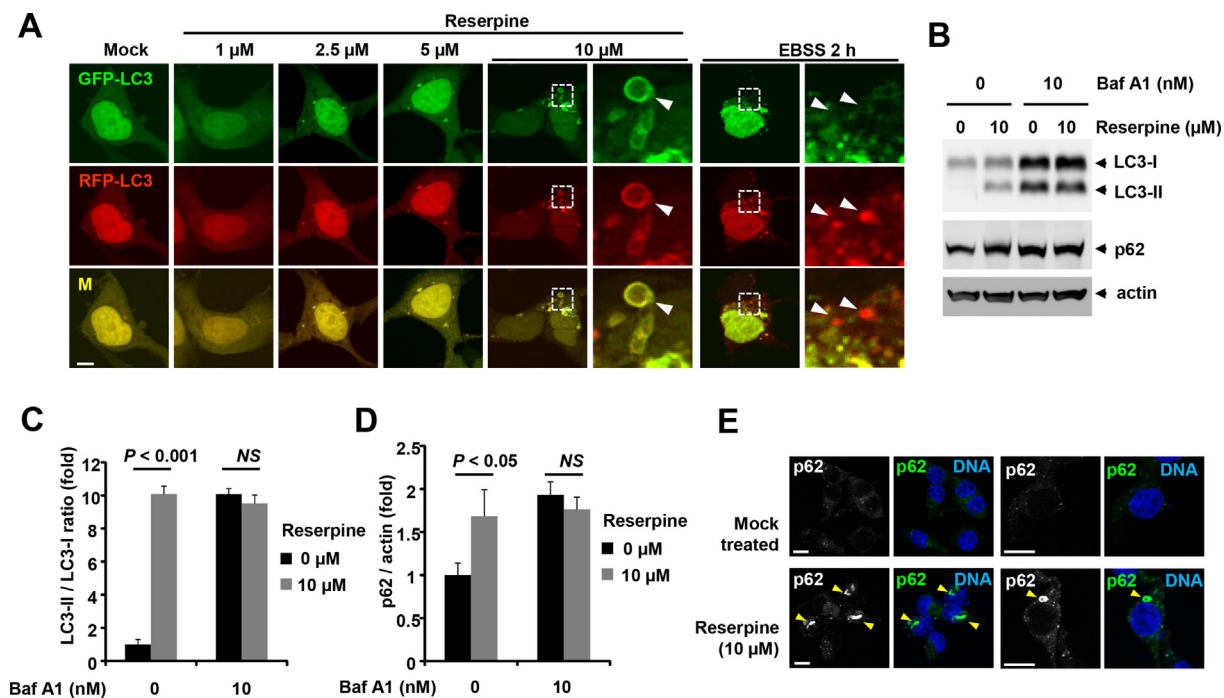 A
Reserpine
Mock
1 µM
2.5 µM
5 µM
10 µM
EBSS 2 h
GFP-LC3
RFP-LC3
M
B
0
10
Baf A1 (nM)
0
10
0
10
Reserpine (µM)
LC3-I
LC3-II
p62
actin
C
LC3-II / LC3-I ratio (fold)
12
10
8
6
4
2
0
P < 0.001
NS
Reserpine
0 µM
10 µM
Baf A1 (nM)
0
10
D
p62 / actin (fold)
2.5
2
1.5
1
0.5
0
P < 0.05
NS
Reserpine
0 µM
10 µM
Baf A1 (nM)
0
10
E
p62
p62 DNA
p62
p62 DNA
Mock
treated
p62
p62 DNA
p62
p62 DNA
Reserpine
(10 µM)